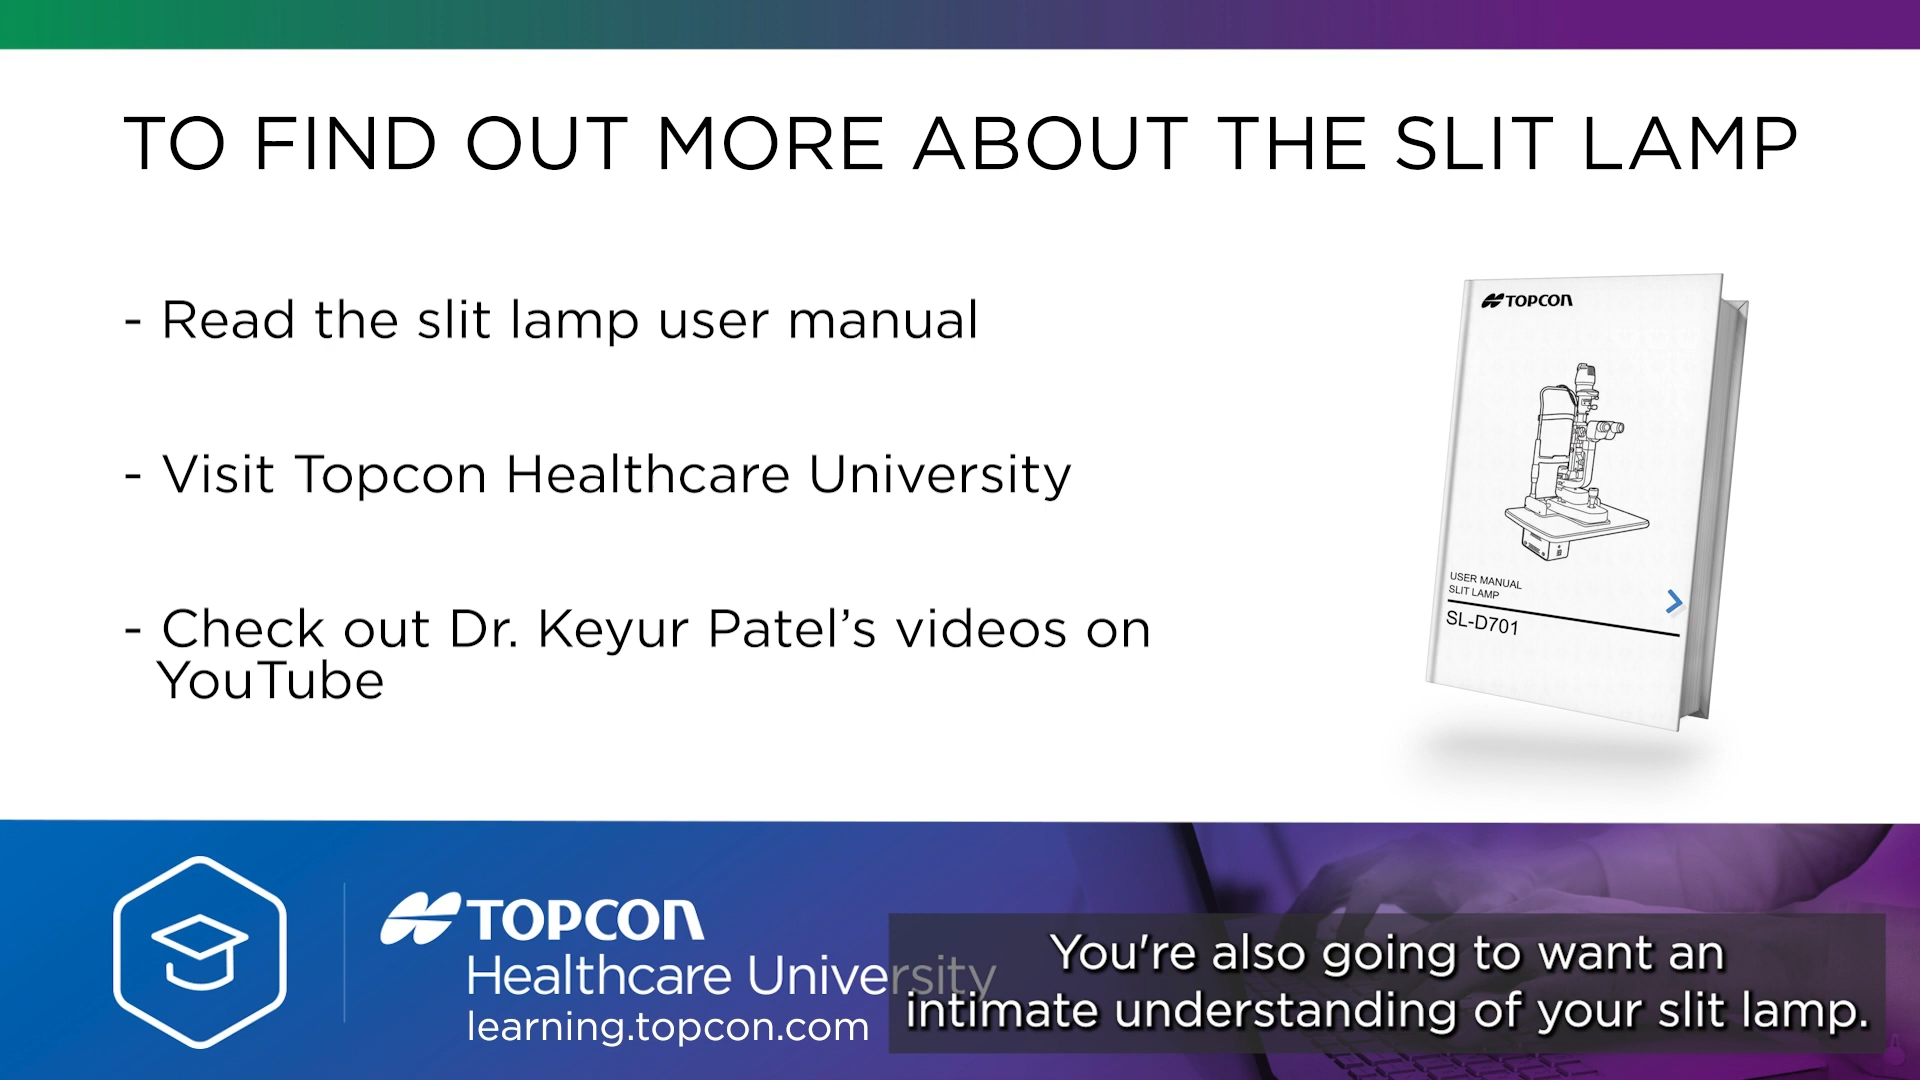 TO FIND OUT MORE ABOUT THE SLIT LAMP
- Read the slit lamp user manual
- Visit Topcon Healthcare University
- Check out Dr. Keyur Patel’s videos on
YouTube
TOPCON
USER MANUAL
SLIT LAMP
SL-D701
TOPCON
Healthcare University
learning.topcon.com
You're also going to want an
intimate understanding of your slit lamp.